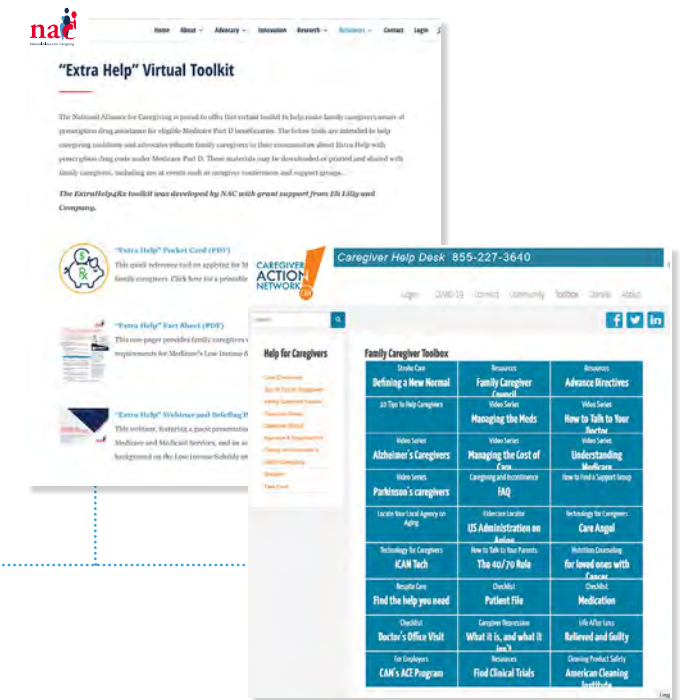 nac
National Alliance for Caregiving
Home About Advocacy Innovation Research Resources Contact Login
“Extra Help” Virtual Toolkit
The National Alliance for Caregiving is proud to offer this virtual toolkit to help make family caregivers aware of
prescription drug assistance for eligible Medicare Part D beneficiaries. The below tools are intended to help
caregiving coalitions and advocates educate family caregivers in their communities about Extra Help with
prescription drug costs under Medicare Part D. These materials may be downloaded or printed and shared with
family caregivers, including use at events such as caregiver conferences and support groups.
The ExtraHelp4Rx toolkit was developed by NAC with grant support from Eli Lilly and
Company.
“Extra Help” Pocket Card (PDF)
This quick reference tool on applying for M
family caregivers. Click here for a printable
“Extra Help” Fact Sheet (PDF)
This one-pager provides family caregivers
requirements for Medicare's Low Income S
“Extra Help” Webinar and Briefing
This webinar, featuring a guest presentation
Medicare and Medicaid Services, and an
background on the Low Income Subsidy
CAREGIVER
ACTION
NETWORK
can
Caregiver Help Desk 855-227-3640
Login COVID-19 Connect Community Toolbox Donate About
Help for Caregivers
Family Caregiver Toolbox
Stroke Care
Defining a New Normal
Resources
Family Caregiver
Council
Resources
Advance Directives
10 Tips to Help Caregivers
Video Series
Managing the Meds
Video Series
How to Talk to Your
Doctor
Video Series
Alzheimer's Caregivers
Video Series
Managing the Cost of
Care
Video Series
Understanding
Medicare
Video Series
Parkinson's caregivers
Caregiving and Incontinence
FAQ
How to Find a Support Group
Locate Your Local Agency on
Aging
Eldercare Locator
US Administration on
Aging
Technology for Caregivers
Care Angel
Technology for Caregivers
iCAN Tech
How to Talk to Your Parents
The 40/70 Rule
Nutrition Counseling
for loved ones with
Cancer
Respite Care
Find the help you need
Checklist
Patient File
Checklist
Medication
Checklist
Doctor's Office Visit
Caregiver Depression
What it is, and what it
isn't
Life After Loss
Relieved and Guilty
For Employers
CAN's ACE Program
Resources
Find Clinical Trials
Cleaning Product Safety
American Cleaning
Institute